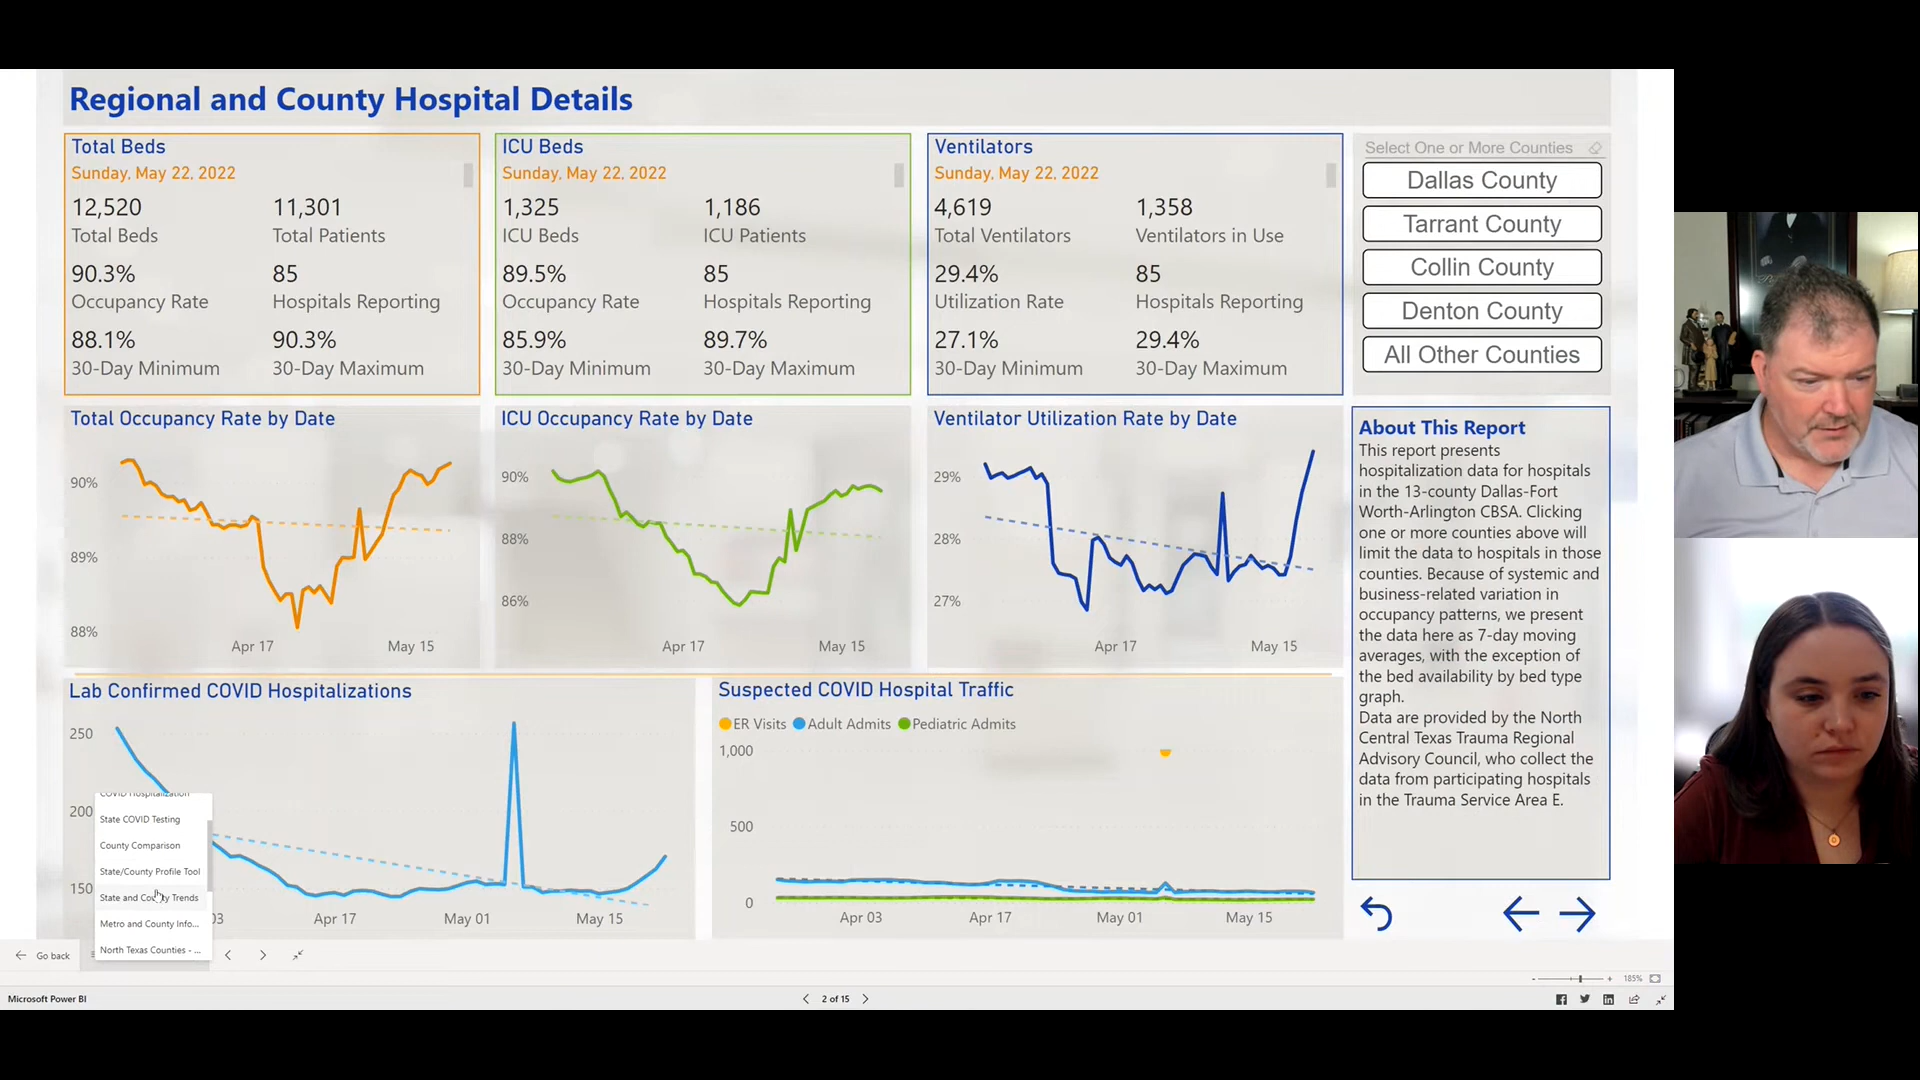 Regional and County Hospital Details
Total Beds
Sunday, May 22, 2022
12,520
11,301
Total Beds
Total Patients
90.3%
85
Occupancy Rate
Hospitals Reporting
88.1%
90.3%
30-Day Minimum
30-Day Maximum
ICU Beds
Sunday, May 22, 2022
1,325
1,186
ICU Beds
ICU Patients
89.5%
85
Occupancy Rate
Hospitals Reporting
85.9%
89.7%
30-Day Minimum
30-Day Maximum
Ventilators
Sunday, May 22, 2022
4,619
1,358
Total Ventilators
Ventilators in Use
29.4%
85
Utilization Rate
Hospitals Reporting
27.1%
29.4%
30-Day Minimum
30-Day Maximum
Select One or More Counties
Dallas County
Tarrant County
Collin County
Denton County
All Other Counties
Total Occupancy Rate by Date
90%
89%
88%
Apr 17
May 15
ICU Occupancy Rate by Date
90%
88%
86%
Apr 17
May 15
Ventilator Utilization Rate by Date
29%
28%
27%
Apr 17
May 15
About This Report
This report presents
hospitalization data for hospitals
in the 13-county Dallas-Fort
Worth-Arlington CBSA. Clicking
one or more counties above will
limit the data to hospitals in those
counties. Because of systemic and
business-related variation in
occupancy patterns, we present
the data here as 7-day moving
averages, with the exception of
the bed availability by bed type
graph.
Data are provided by the North
Central Texas Trauma Regional
Advisory Council, who collect the
data from participating hospitals
in the Trauma Service Area E.
Lab Confirmed COVID Hospitalizations
250
200
150
03
Apr 17
May 01
May 15
COVID Hospitalization
State COVID Testing
County Comparison
State/County Profile Tool
State and County Trends
Metro and County Info...
North Texas Counties - ...
Suspected COVID Hospital Traffic
ER Visits
Adult Admits
Pediatric Admits
1,000
500
0
Apr 03
Apr 17
May 01
May 15
Go back
185%
Microsoft Power BI
2 of 15